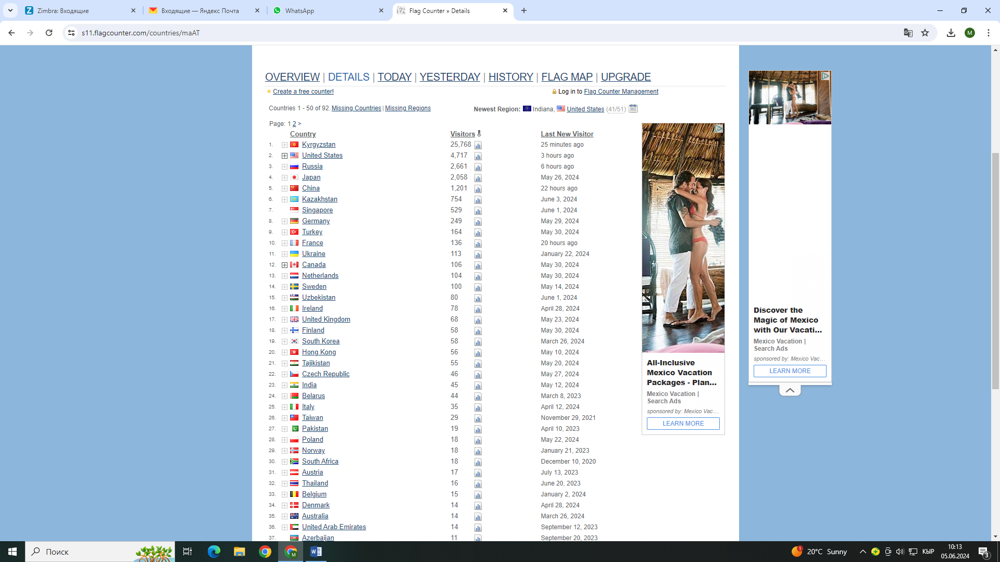 Zimbra: Входящие
Входящие — Яндекс Почта
WhatsApp
Flag Counter » Details
s11.flagcounter.com/countries/maAT
M
OVERVIEW | DETAILS | TODAY | YESTERDAY | HISTORY | FLAG MAP | UPGRADE
Create a free counter!
Log in to Flag Counter Management
Countries 1 - 50 of 92. Missing Countries | Missing Regions
Newest Region: Indiana, United States (41/51)
Page: 1 2 >
Country Visitors Last New Visitor
1. Kyrgyzstan 25,768 25 minutes ago
2. United States 4,717 3 hours ago
3. Russia 2,661 6 hours ago
4. Japan 2,058 May 26, 2024
5. China 1,201 22 hours ago
6. Kazakhstan 754 June 3, 2024
7. Singapore 529 June 1, 2024
8. Germany 249 May 29, 2024
9. Turkey 164 May 30, 2024
10. France 136 20 hours ago
11. Ukraine 113 January 22, 2024
12. Canada 106 May 30, 2024
13. Netherlands 104 May 30, 2024
14. Sweden 100 May 14, 2024
15. Uzbekistan 80 June 1, 2024
16. Ireland 78 April 28, 2024
17. United Kingdom 68 May 23, 2024
18. Finland 58 May 30, 2024
19. South Korea 58 March 26, 2024
20. Hong Kong 56 May 10, 2024
21. Tajikistan 55 May 20, 2024
22. Czech Republic 46 May 27, 2024
23. India 45 May 12, 2024
24. Belarus 44 March 8, 2023
25. Italy 35 April 12, 2024
26. Taiwan 29 November 29, 2021
27. Pakistan 19 April 10, 2023
28. Poland 18 May 22, 2024
29. Norway 18 January 21, 2023
30. South Africa 18 December 10, 2020
31. Austria 17 July 13, 2023
32. Thailand 16 June 20, 2023
33. Belgium 15 January 2, 2024
34. Denmark 14 April 28, 2024
35. Australia 14 March 26, 2024
36. United Arab Emirates 14 September 12, 2023
37. Azerbaijan 11 September 20, 2023
All-Inclusive
Mexico Vacation
Packages - Plan...
Mexico Vacation |
Search Ads
sponsored by: Mexico Vac...
LEARN MORE
Discover the
Magic of Mexico
with Our Vacati...
Mexico Vacation |
Search Ads
sponsored by: Mexico Vac...
LEARN MORE
Поиск
M
1
20°C Sunny
КЫР
10:13
05.06.2024
3